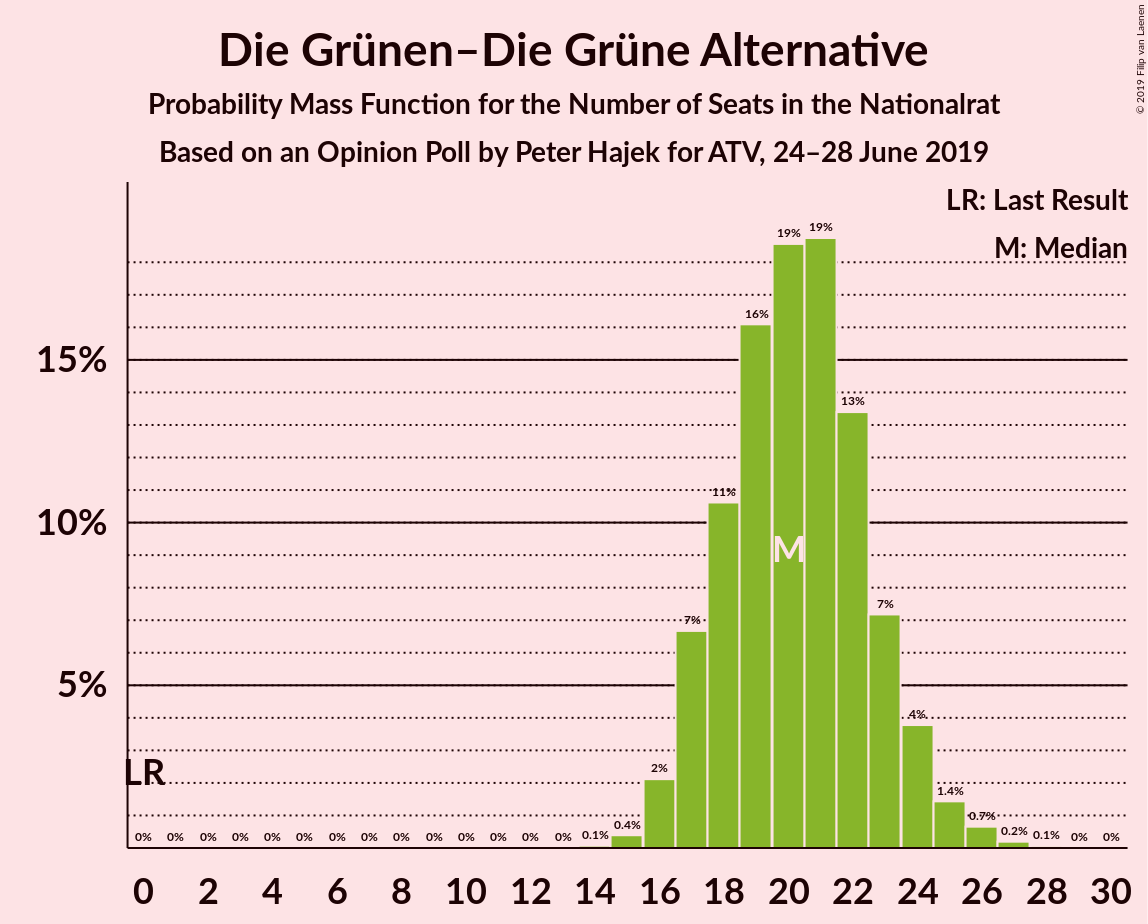 Die Grünen–Die Grüne Alternative
Probability Mass Function for the Number of Seats in the Nationalrat
Based on an Opinion Poll by Peter Hajek for ATV, 24–28 June 2019
© 2019 Filip van Laenen
LR: Last Result
M: Median
19% 19%
16%
15%
13%
11%
10%
M
7% 7%
5%
4%
LR
2%
1.4%
0.7%
0.4%
0% 0% 0% 0% 0% 0% 0% 0% 0% 0% 0% 0% 0% 0% 0.1% 0.2% 0.1% 0% 0%
0 2 4 6 8 10 12 14 16 18 20 22 24 26 28 30